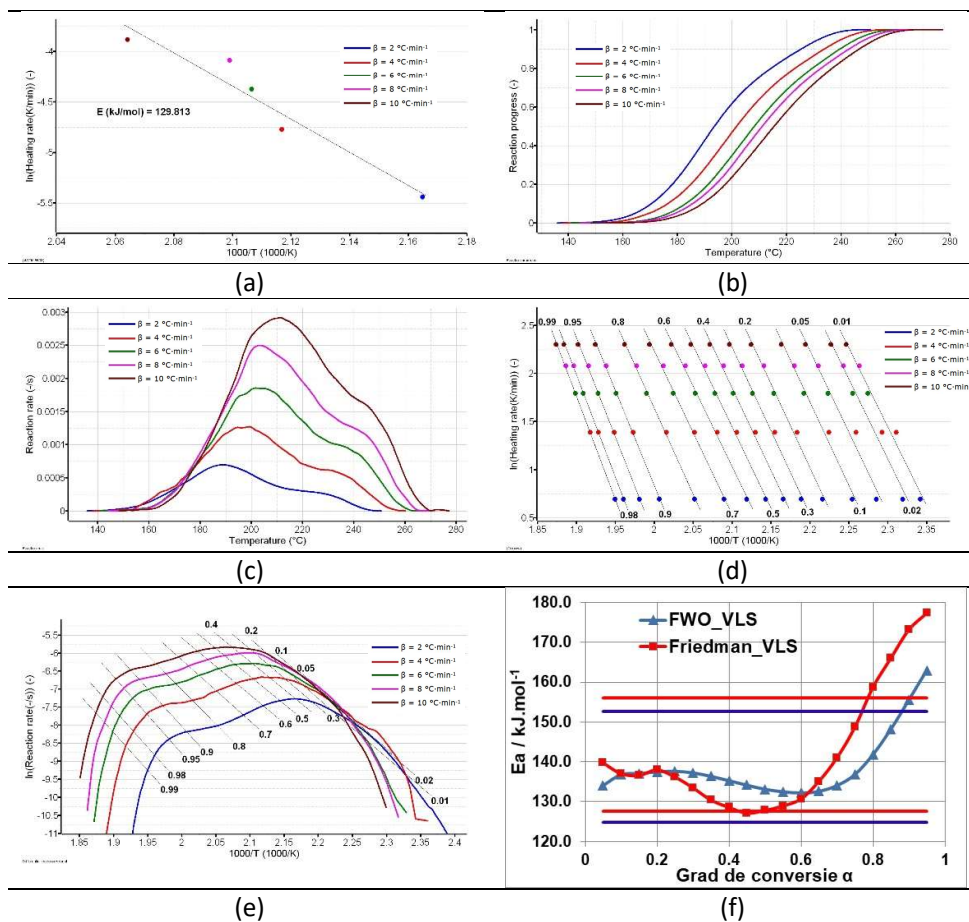 ln(Heating rate(K/min)) (-)
-4
-4.5
-5
-5.5
E (kJ/mol) = 129.813
β = 2 °C·min⁻¹
β = 4 °C·min⁻¹
β = 6 °C·min⁻¹
β = 8 °C·min⁻¹
β = 10 °C·min⁻¹
2.04 2.06 2.08 2.1 2.12 2.14 2.16 2.18
1000/T (1000/K)
(a)
Reaction progress
1
0.8
0.6
0.4
0.2
0
β = 2 °C·min⁻¹
β = 4 °C·min⁻¹
β = 6 °C·min⁻¹
β = 8 °C·min⁻¹
β = 10 °C·min⁻¹
140 160 180 200 220 240 260 280
Temperature (°C)
(b)
Reaction rate (-/s)
0.003
0.0025
0.002
0.0015
0.001
0.0005
0
β = 2 °C·min⁻¹
β = 4 °C·min⁻¹
β = 6 °C·min⁻¹
β = 8 °C·min⁻¹
β = 10 °C·min⁻¹
140 160 180 200 220 240 260 280
Temperature (°C)
(c)
ln(Heating rate(K/min)) (-)
2.5
2.0
1.5
1.0
0.5
0.99 0.95 0.8 0.6 0.4 0.2 0.05 0.01
β = 2 °C·min⁻¹
β = 4 °C·min⁻¹
β = 6 °C·min⁻¹
β = 8 °C·min⁻¹
β = 10 °C·min⁻¹
0.98 0.9 0.7 0.5 0.3 0.1 0.02
1.85 1.9 1.95 2 2.05 2.1 2.15 2.2 2.25 2.3 2.35
1000/T (1000/K)
(d)
ln(Reaction rate(-/s)) (-)
-5.5
-6
-6.5
-7
-7.5
-8
-8.5
-9
-9.5
-10
-10.5
-11
0.4 0.2
0.1
0.05
β = 2 °C·min⁻¹
β = 4 °C·min⁻¹
β = 6 °C·min⁻¹
β = 8 °C·min⁻¹
β = 10 °C·min⁻¹
0.99 0.98 0.95 0.9 0.8 0.7 0.6 0.5 0.3
0.02
0.01
1.85 1.9 1.95 2 2.05 2.1 2.15 2.2 2.25 2.3 2.35 2.4
1000/T (1000/K)
(e)
Ea / kJ.mol⁻¹
180.0
170.0
160.0
150.0
140.0
130.0
120.0
FWO_VLS
Friedman_VLS
0 0.2 0.4 0.6 0.8 1
Grad de conversie α
(f)